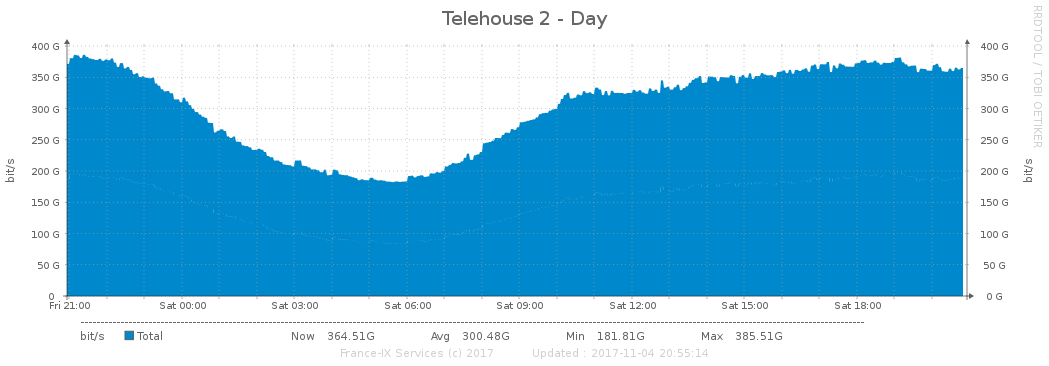 Telehouse 2 - Day
RRDTOOL / TOBI OETIKER
bit/s
bit/s
400 G 400 G
350 G 350 G
300 G 300 G
250 G 250 G
200 G 200 G
150 G 150 G
100 G 100 G
50 G 50 G
0 0 G
Fri 21:00 Sat 00:00 Sat 03:00 Sat 06:00 Sat 09:00 Sat 12:00 Sat 15:00 Sat 18:00
bit/s Total Now 364.51G Avg 300.48G Min 181.81G Max 385.51G
France-IX Services (c) 2017 Updated : 2017-11-04 20:55:14